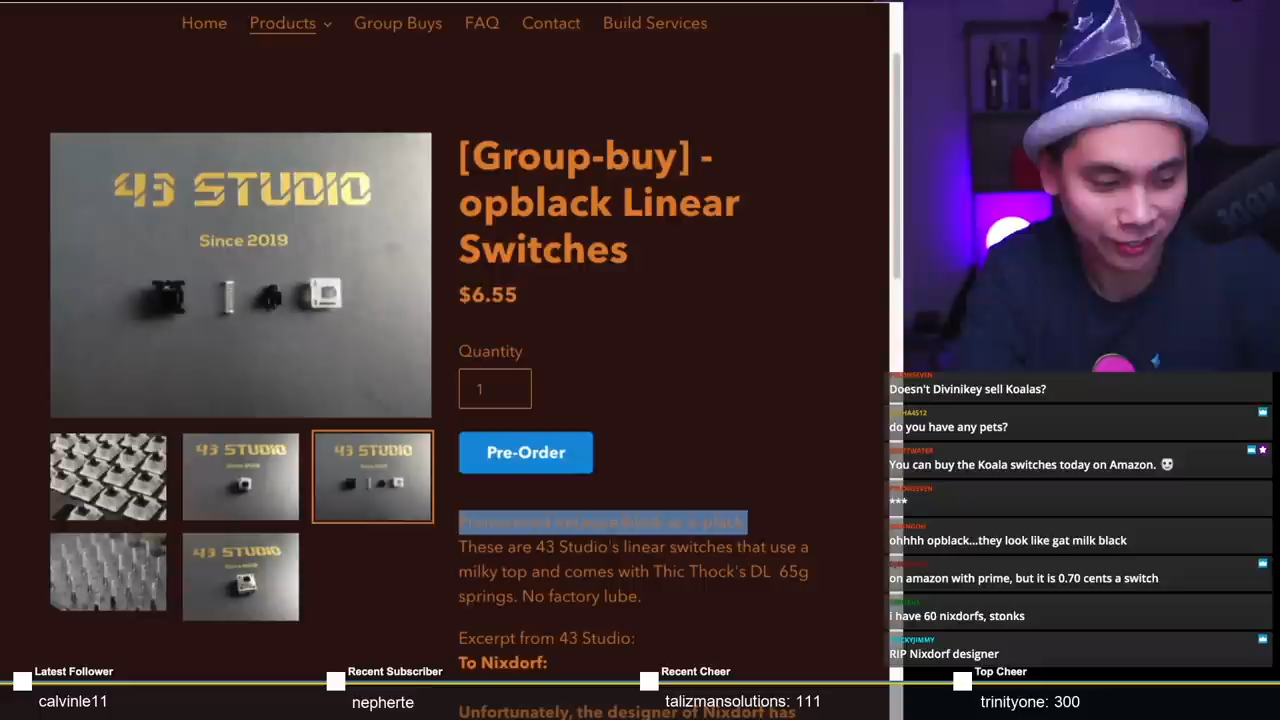 Home Products Group Buys FAQ Contact Build Services
43 STUDIO
Since 2019
[Group-buy] -
opblack Linear
Switches
$6.55
Quantity
1
Pre-Order
43 STUDIO
43 STUDIO
43 STUDIO
These are 43 Studio's linear switches that use a
milky top and comes with Thic Thock's DL 65g
springs. No factory lube.
Excerpt from 43 Studio:
To Nixdorf:
Unfortunately, the designer of Nixdorf has
Doesn't Divinikey sell Koalas?
do you have any pets?
You can buy the Koala switches today on Amazon.
***
ohhhh opblack...they look like gat milk black
on amazon with prime, but it is 0.70 cents a switch
i have 60 nixdorfs, stonks
RIP Nixdorf designer
Latest Follower
calvinle11
Recent Subscriber
nepherte
Recent Cheer
talizmansolutions: 111
Top Cheer
trinityone: 300